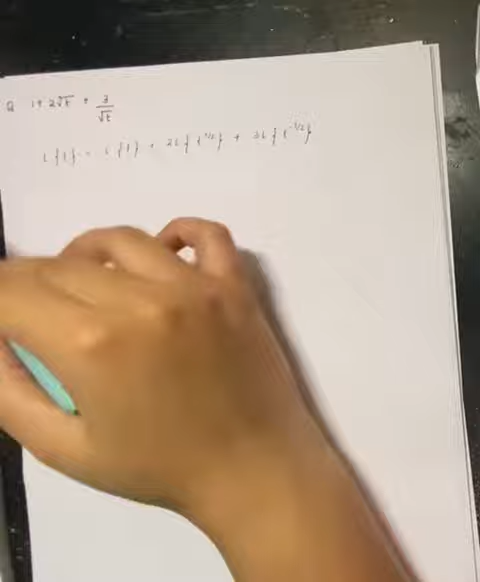 Q 1+ 2√t + 3/√t
L{f} = L{1} + 2L{t^1/2} + 3L{t^-1/2}